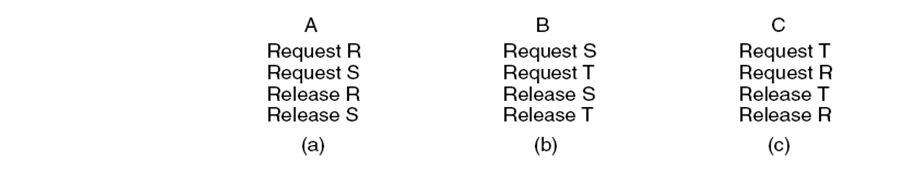 A B C
Request R Request S Request T
Request S Request T Request R
Release R Release S Release T
Release S Release T Release R
(a) (b) (c)